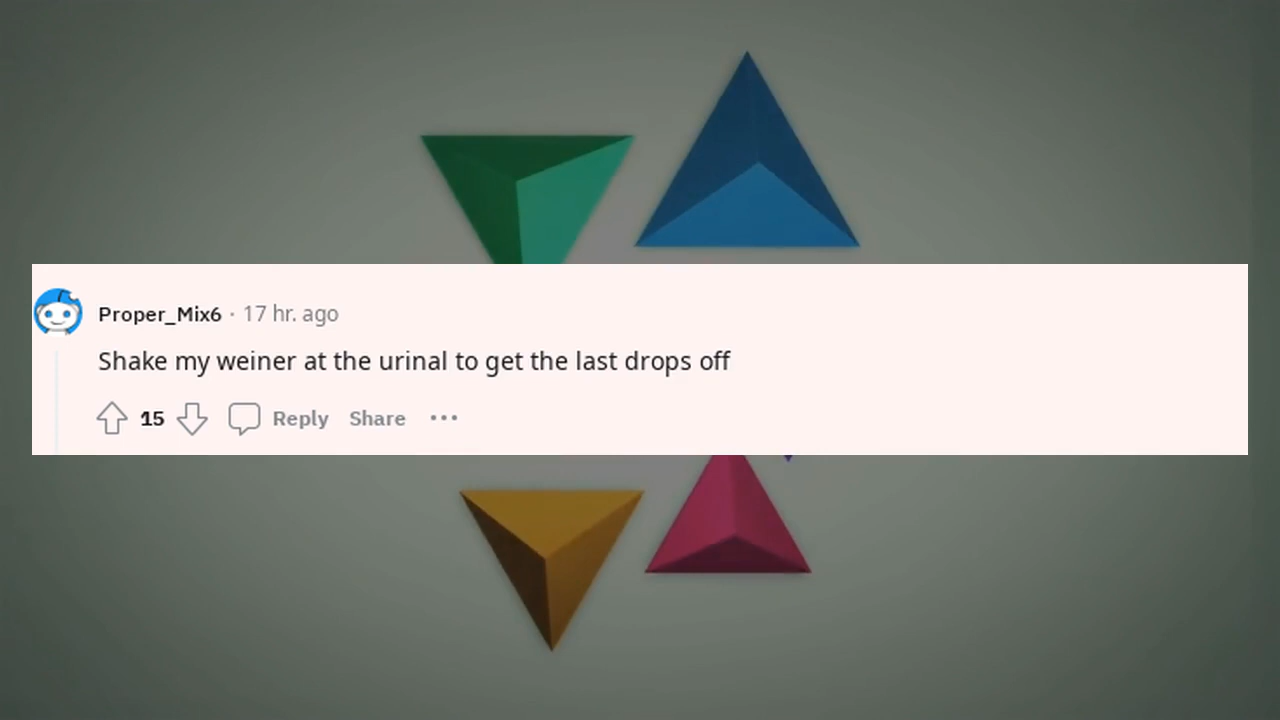 Proper_Mix6 · 17 hr. ago
Shake my weiner at the urinal to get the last drops off
15 Reply Share ···